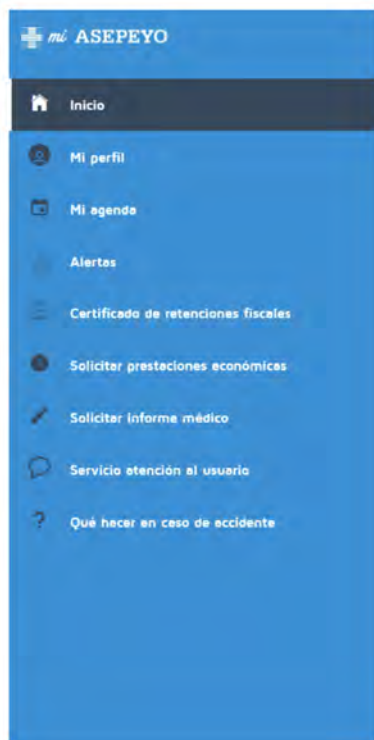 mi ASEPEYO
Inicio
Mi perfil
Mi agenda
Alertas
Certificado de retenciones fiscales
Solicitar prestaciones económicas
Solicitar informe médico
Servicio atención al usuario
Qué hacer en caso de accidente